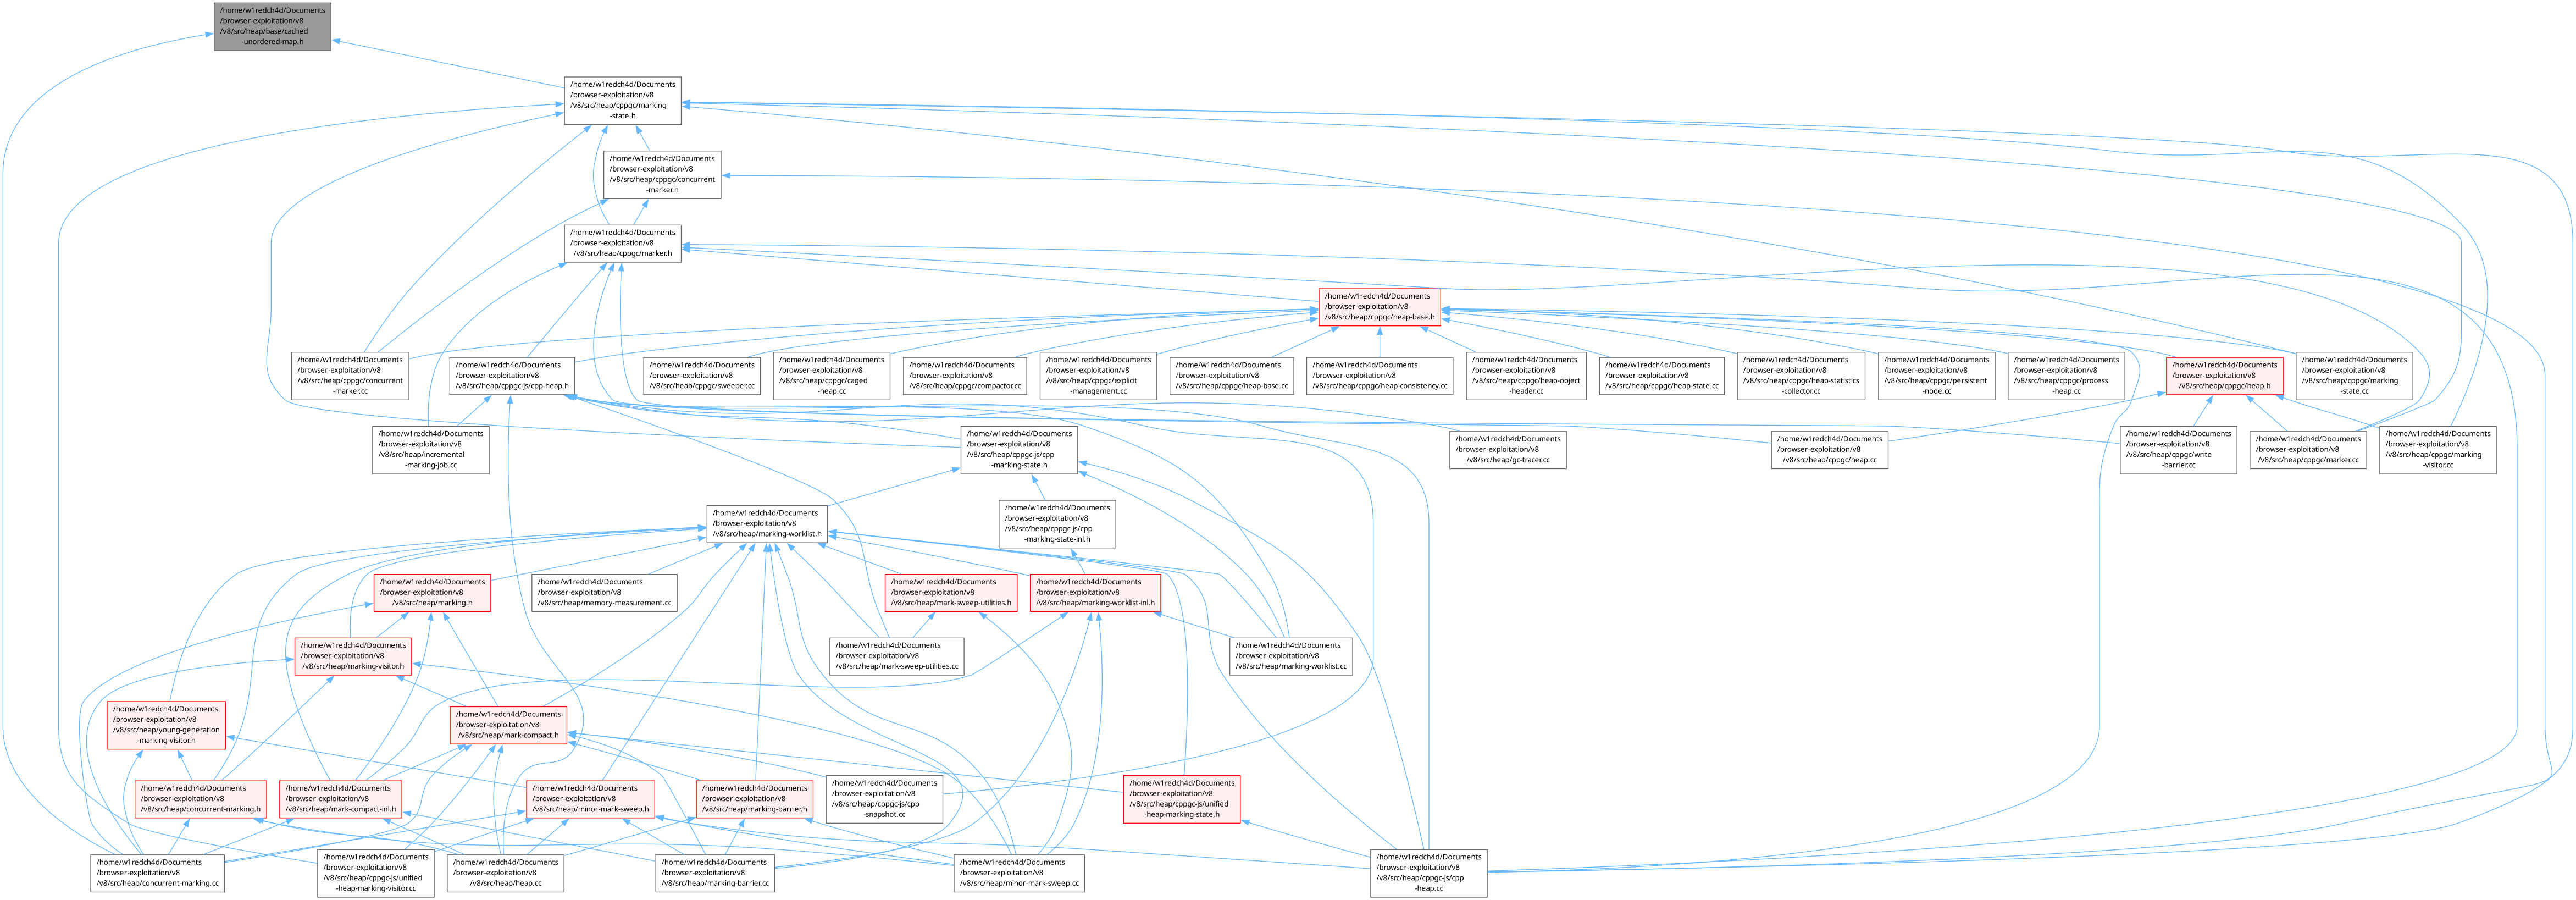 /home/w1redch4d/Documents
/browser-exploitation/v8
/v8/src/heap/base/cached
-unordered-map.h
/home/w1redch4d/Documents
/browser-exploitation/v8
/v8/src/heap/cppgc/marking
-state.h
/home/w1redch4d/Documents
/browser-exploitation/v8
/v8/src/heap/cppgc/concurrent
-marker.h
/home/w1redch4d/Documents
/browser-exploitation/v8
/v8/src/heap/cppgc/marker.h
/home/w1redch4d/Documents
/browser-exploitation/v8
/v8/src/heap/cppgc/heap-base.h
/home/w1redch4d/Documents
/browser-exploitation/v8
/v8/src/heap/cppgc/concurrent
-marker.cc
/home/w1redch4d/Documents
/browser-exploitation/v8
/v8/src/heap/cppgc-js/cpp-heap.h
/home/w1redch4d/Documents
/browser-exploitation/v8
/v8/src/heap/cppgc/sweeper.cc
/home/w1redch4d/Documents
/browser-exploitation/v8
/v8/src/heap/cppgc/caged
-heap.cc
/home/w1redch4d/Documents
/browser-exploitation/v8
/v8/src/heap/cppgc/compactor.cc
/home/w1redch4d/Documents
/browser-exploitation/v8
/v8/src/heap/cppgc/explicit
-management.cc
/home/w1redch4d/Documents
/browser-exploitation/v8
/v8/src/heap/cppgc/heap-base.cc
/home/w1redch4d/Documents
/browser-exploitation/v8
/v8/src/heap/cppgc/heap-consistency.cc
/home/w1redch4d/Documents
/browser-exploitation/v8
/v8/src/heap/cppgc/heap-object
-header.cc
/home/w1redch4d/Documents
/browser-exploitation/v8
/v8/src/heap/cppgc/heap-state.cc
/home/w1redch4d/Documents
/browser-exploitation/v8
/v8/src/heap/cppgc/heap-statistics
-collector.cc
/home/w1redch4d/Documents
/browser-exploitation/v8
/v8/src/heap/cppgc/persistent
-node.cc
/home/w1redch4d/Documents
/browser-exploitation/v8
/v8/src/heap/cppgc/process
-heap.cc
/home/w1redch4d/Documents
/browser-exploitation/v8
/v8/src/heap/cppgc/heap.h
/home/w1redch4d/Documents
/browser-exploitation/v8
/v8/src/heap/cppgc/marking
-state.cc
/home/w1redch4d/Documents
/browser-exploitation/v8
/v8/src/heap/incremental
-marking-job.cc
/home/w1redch4d/Documents
/browser-exploitation/v8
/v8/src/heap/cppgc-js/cpp
-marking-state.h
/home/w1redch4d/Documents
/browser-exploitation/v8
/v8/src/heap/gc-tracer.cc
/home/w1redch4d/Documents
/browser-exploitation/v8
/v8/src/heap/cppgc/heap.cc
/home/w1redch4d/Documents
/browser-exploitation/v8
/v8/src/heap/cppgc/write
-barrier.cc
/home/w1redch4d/Documents
/browser-exploitation/v8
/v8/src/heap/cppgc/marker.cc
/home/w1redch4d/Documents
/browser-exploitation/v8
/v8/src/heap/cppgc/marking
-visitor.cc
/home/w1redch4d/Documents
/browser-exploitation/v8
/v8/src/heap/marking-worklist.h
/home/w1redch4d/Documents
/browser-exploitation/v8
/v8/src/heap/cppgc-js/cpp
-marking-state-inl.h
/home/w1redch4d/Documents
/browser-exploitation/v8
/v8/src/heap/marking.h
/home/w1redch4d/Documents
/browser-exploitation/v8
/v8/src/heap/memory-measurement.cc
/home/w1redch4d/Documents
/browser-exploitation/v8
/v8/src/heap/mark-sweep-utilities.h
/home/w1redch4d/Documents
/browser-exploitation/v8
/v8/src/heap/marking-worklist-inl.h
/home/w1redch4d/Documents
/browser-exploitation/v8
/v8/src/heap/marking-visitor.h
/home/w1redch4d/Documents
/browser-exploitation/v8
/v8/src/heap/mark-sweep-utilities.cc
/home/w1redch4d/Documents
/browser-exploitation/v8
/v8/src/heap/marking-worklist.cc
/home/w1redch4d/Documents
/browser-exploitation/v8
/v8/src/heap/young-generation
-marking-visitor.h
/home/w1redch4d/Documents
/browser-exploitation/v8
/v8/src/heap/mark-compact.h
/home/w1redch4d/Documents
/browser-exploitation/v8
/v8/src/heap/concurrent-marking.h
/home/w1redch4d/Documents
/browser-exploitation/v8
/v8/src/heap/mark-compact-inl.h
/home/w1redch4d/Documents
/browser-exploitation/v8
/v8/src/heap/minor-mark-sweep.h
/home/w1redch4d/Documents
/browser-exploitation/v8
/v8/src/heap/marking-barrier.h
/home/w1redch4d/Documents
/browser-exploitation/v8
/v8/src/heap/cppgc-js/cpp
-snapshot.cc
/home/w1redch4d/Documents
/browser-exploitation/v8
/v8/src/heap/cppgc-js/unified
-heap-marking-state.h
/home/w1redch4d/Documents
/browser-exploitation/v8
/v8/src/heap/concurrent-marking.cc
/home/w1redch4d/Documents
/browser-exploitation/v8
/v8/src/heap/cppgc-js/unified
-heap-marking-visitor.cc
/home/w1redch4d/Documents
/browser-exploitation/v8
/v8/src/heap/heap.cc
/home/w1redch4d/Documents
/browser-exploitation/v8
/v8/src/heap/marking-barrier.cc
/home/w1redch4d/Documents
/browser-exploitation/v8
/v8/src/heap/minor-mark-sweep.cc
/home/w1redch4d/Documents
/browser-exploitation/v8
/v8/src/heap/cppgc-js/cpp
-heap.cc